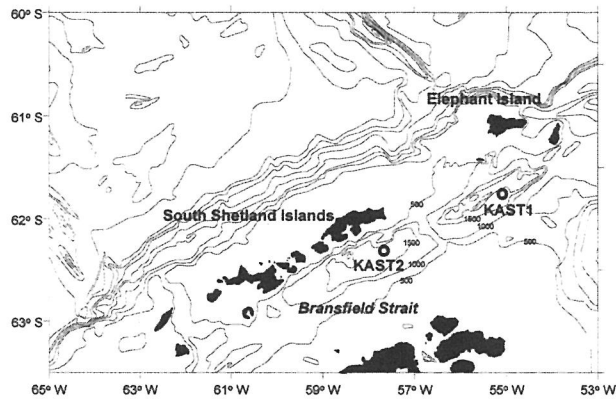 60° S
61° S
62° S
63° S
Elephant Island
South Shetland Islands
500
KAST1
1500
1000
500
1500
KAST2
1000
500
Bransfield Strait
65° W
63° W
61° W
59° W
57° W
55° W
53° W